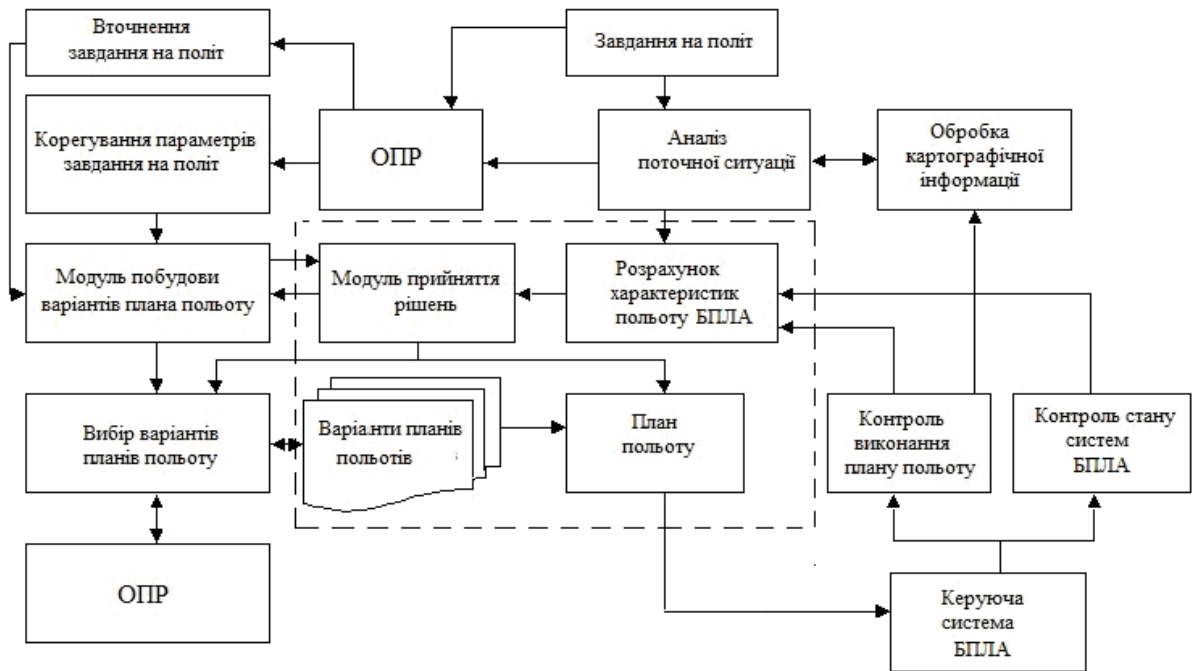 Вточнення
завдання на політ
Завдання на політ
Корегування параметрів
завдання на політ
ОПР
Аналіз
поточної ситуації
Обробка
картографічної
інформації
Модуль побудови
варіантів плана польоту
Модуль прийняття
рішень
Розрахунок
характеристик
польоту БПЛА
Вибір варіантів
планів польоту
Варіанти планів
польотів
План
польоту
Контроль
виконання
плану польоту
Контроль стану
систем
БПЛА
ОПР
Керуюча
система
БПЛА